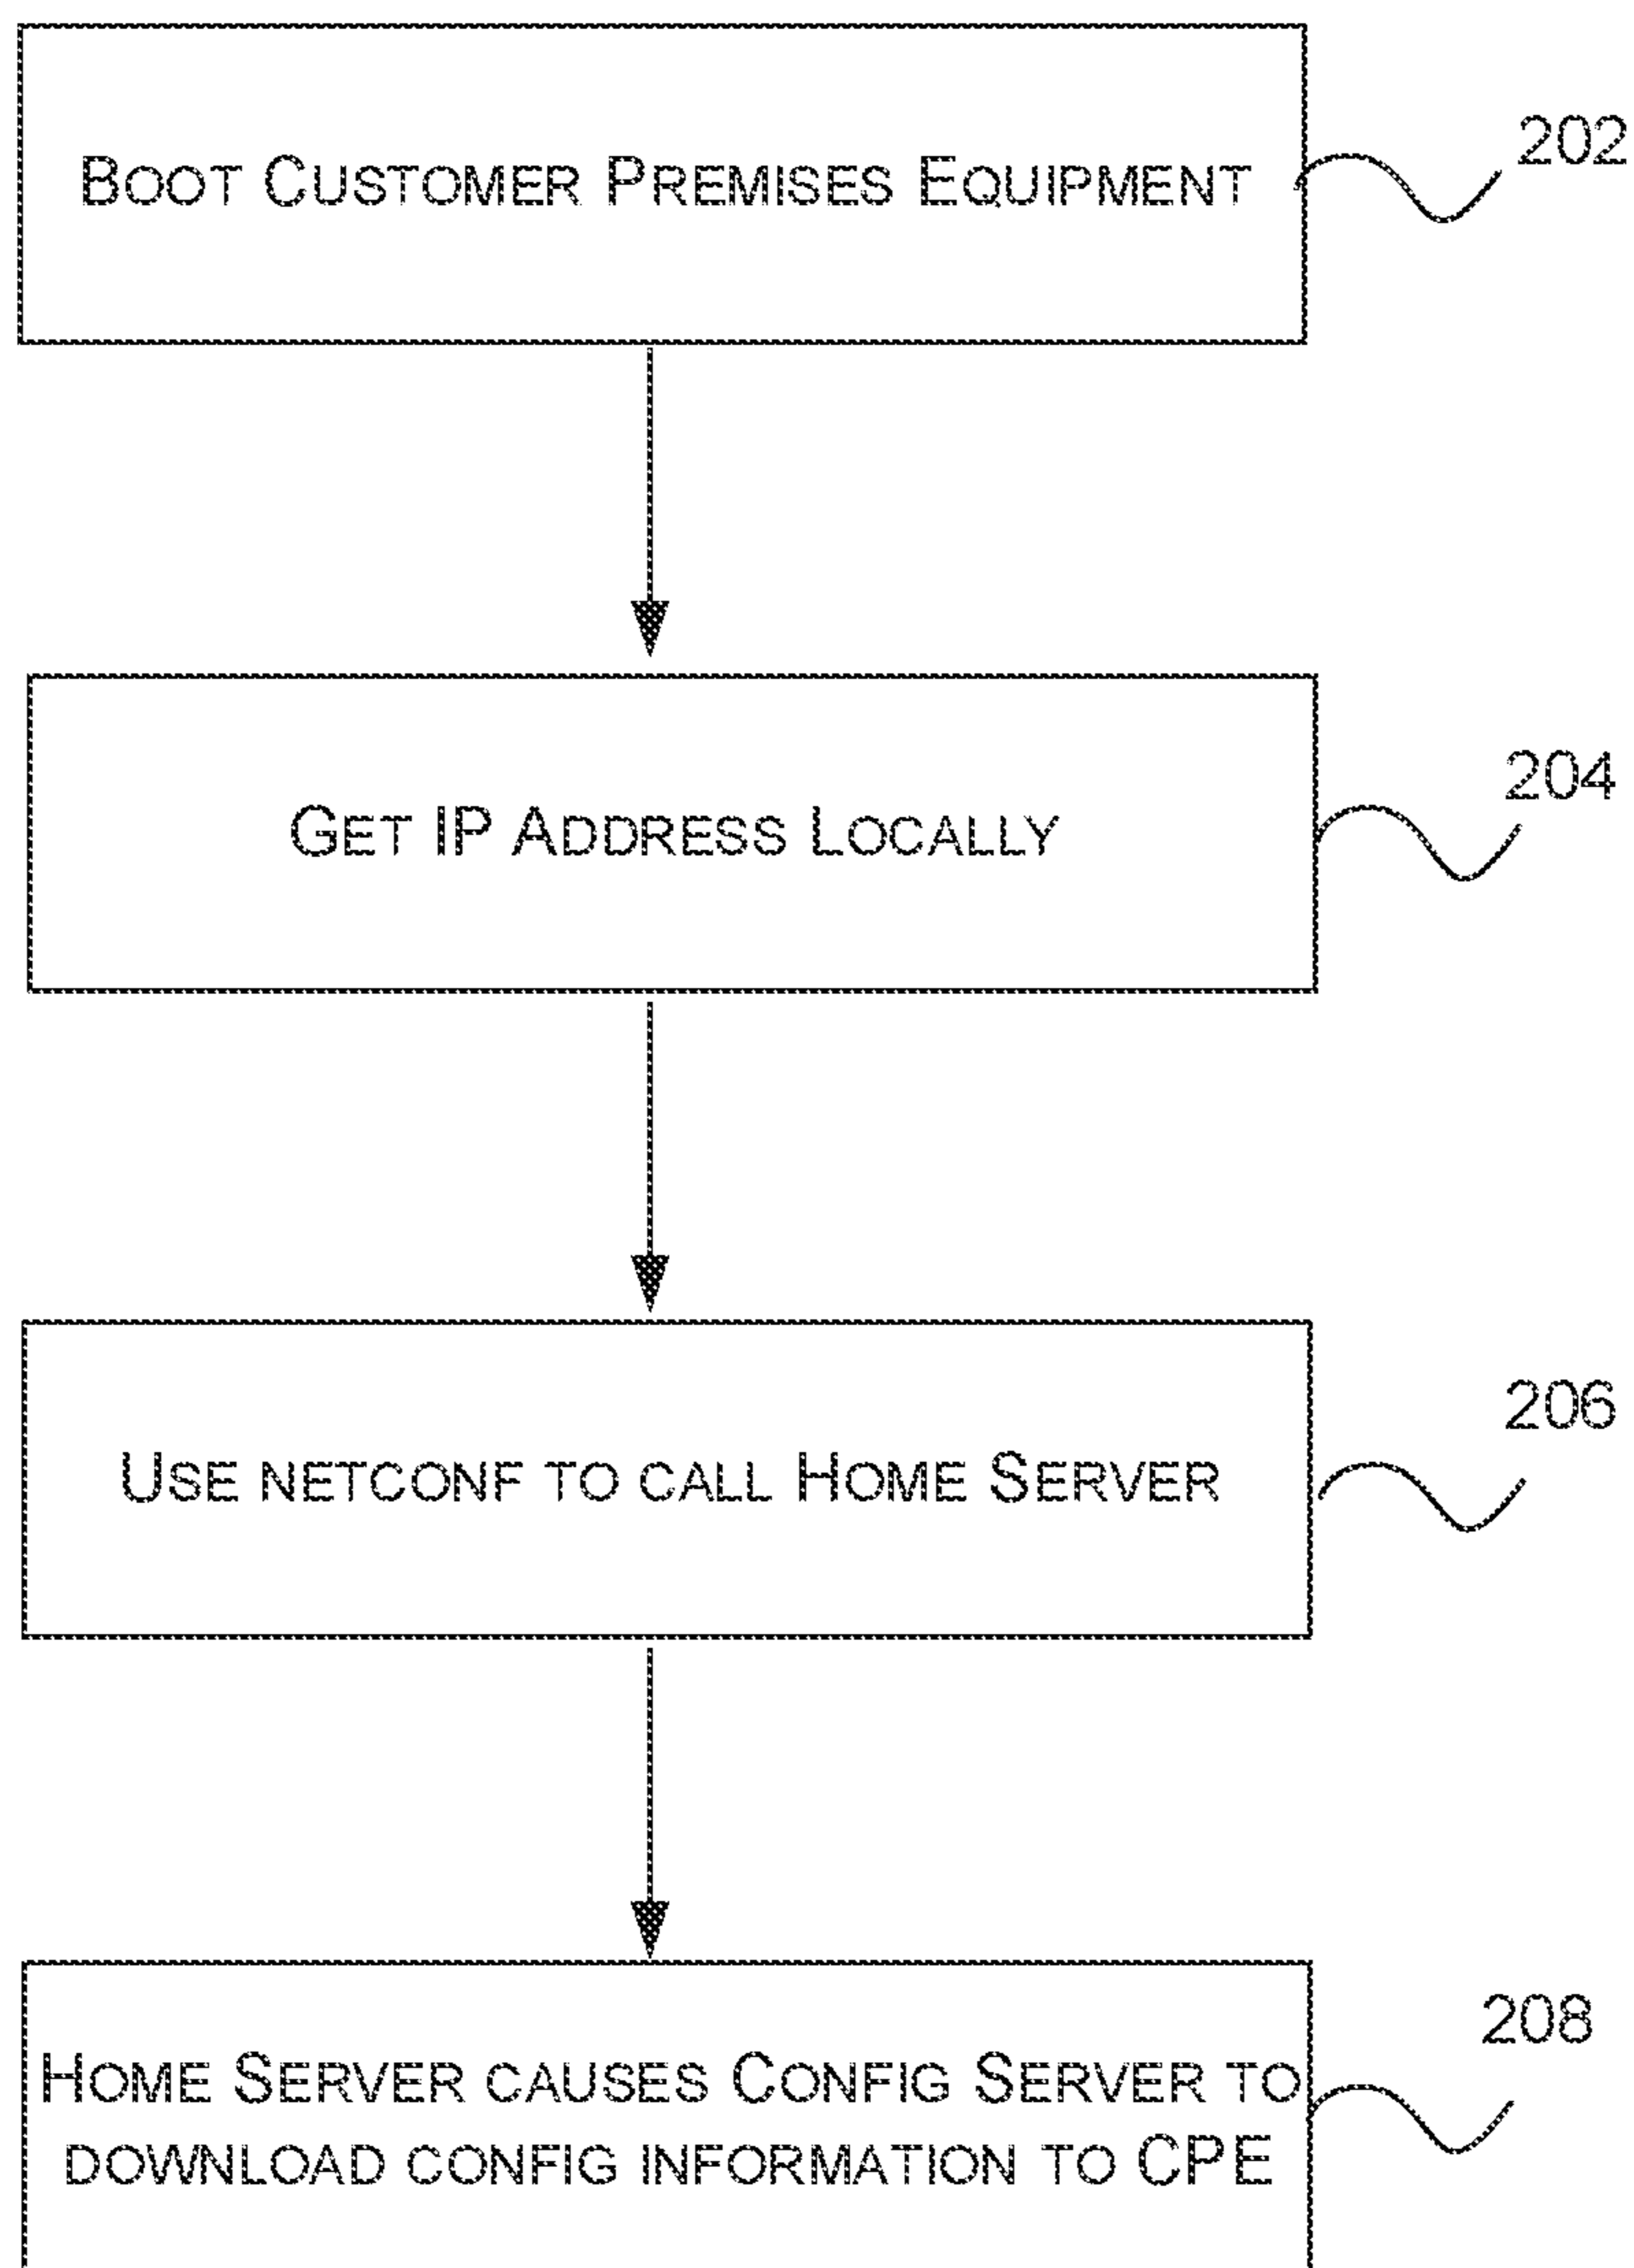 BOOT CUSTOMER PREMISES EQUIPMENT
202
GET IP ADDRESS LOCALLY
204
USE NETCONF TO CALL HOME SERVER
206
HOME SERVER CAUSES CONFIG SERVER TO
DOWNLOAD CONFIG INFORMATION TO CPE
208